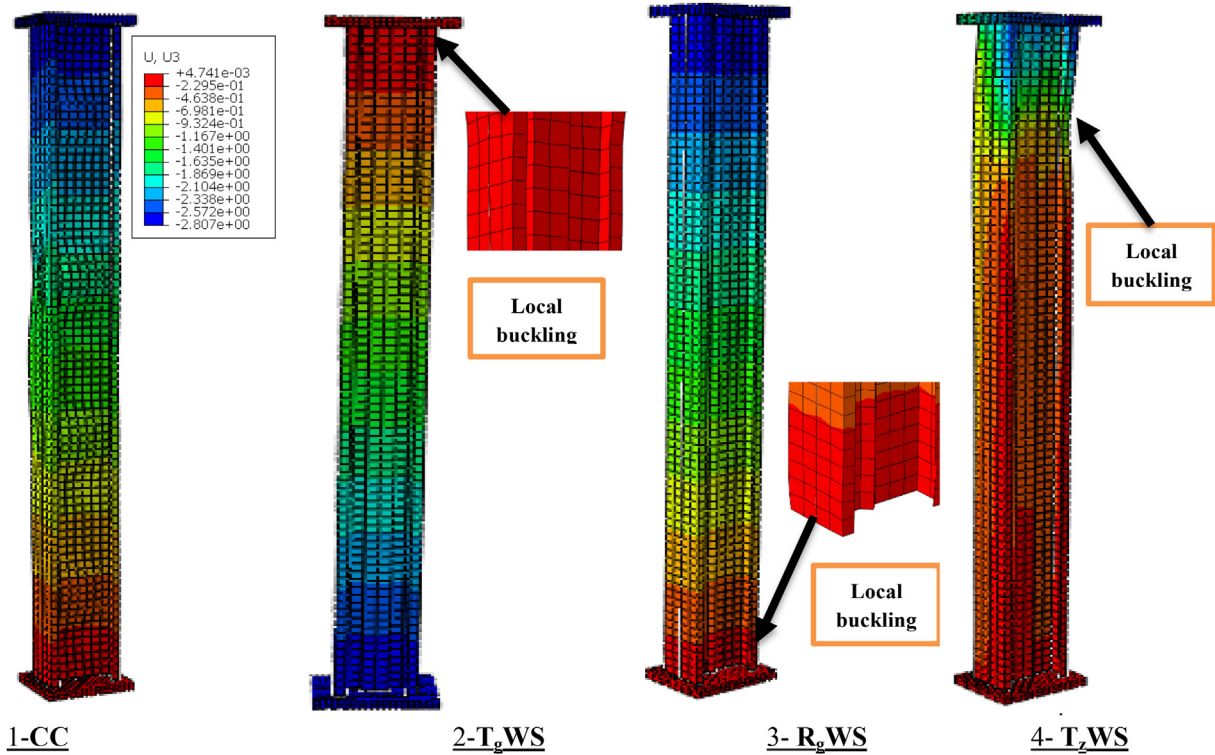 U, U3
+4.741e-03
-2.295e-01
-4.638e-01
-6.981e-01
-9.324e-01
-1.167e+00
-1.401e+00
-1.635e+00
-1.869e+00
-2.104e+00
-2.338e+00
-2.572e+00
-2.807e+00
Local
buckling
Local
buckling
Local
buckling
1-CC
2-TgWS
3- RgWS
4- TzWS